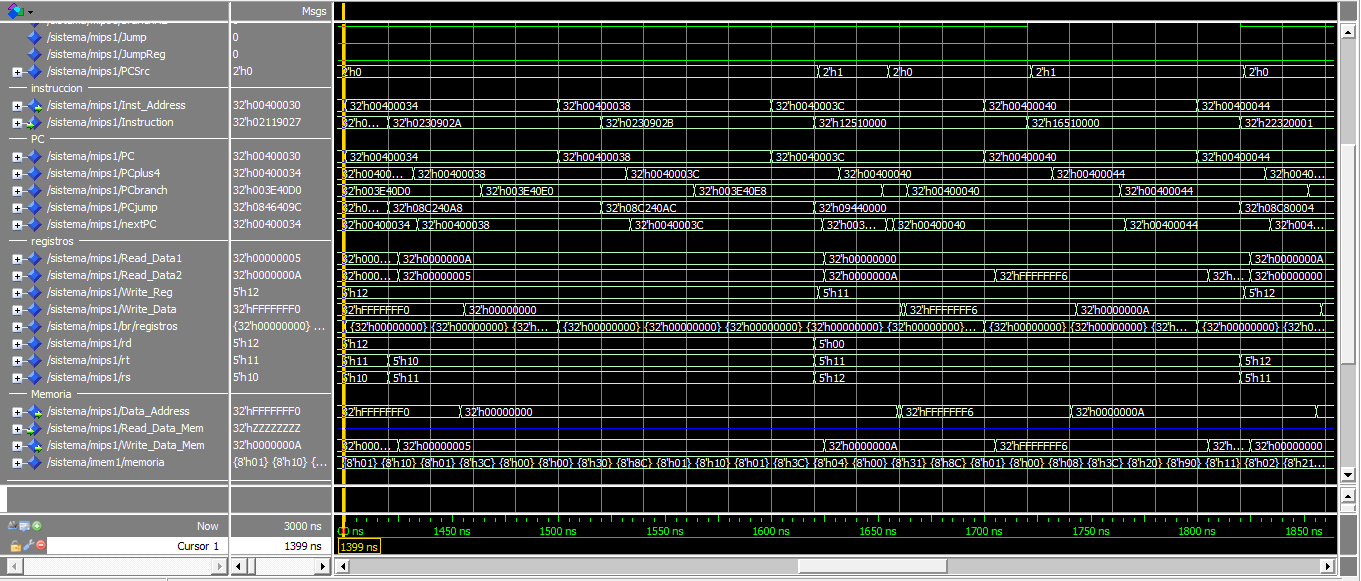 Msgs
/sistema/mips1/Jump 0
/sistema/mips1/JumpReg 0
/sistema/mips1/PCSrc 2'h0 2'h0 2'h1 2'h0 2'h1 2'h0
instruccion
/sistema/mips1/Inst_Address 32'h00400030 32'h00400034 32'h00400038 32'h0040003C 32'h00400040 32'h00400044
/sistema/mips1/Instruction 32'h02119027 32'h0... 32'h0230902A 32'h0230902B 32'h12510000 32'h16510000 32'h22320001
PC
/sistema/mips1/PC 32'h00400030 32'h00400034 32'h00400038 32'h0040003C 32'h00400040 32'h00400044
/sistema/mips1/PCplus4 32'h00400034 32'h00400... 32'h00400038 32'h0040003C 32'h00400040 32'h00400044 32'h0040...
/sistema/mips1/PCbranch 32'h003E40D0 32'h003E40D0 32'h003E40E0 32'h003E40E8 32'h00400040 32'h00400044
/sistema/mips1/PCjump 32'h0846409C 32'h0... 32'h08C240A8 32'h08C240AC 32'h09440000 32'h08C80004
/sistema/mips1/nextPC 32'h00400034 32'h00400034 32'h00400038 32'h0040003C 32'h003... 32'h00400040 32'h00400044 32'h004...
registros
/sistema/mips1/Read_Data1 32'h00000005 32'h000... 32'h0000000A 32'h00000000 32'h0000000A
/sistema/mips1/Read_Data2 32'h0000000A 32'h000... 32'h00000005 32'h0000000A 32'hFFFFFFF6 32'h... 32'h00000000
/sistema/mips1/Write_Reg 5'h12 5'h12 5'h11 5'h12
/sistema/mips1/Write_Data 32'hFFFFFFF0 32'hFFFFFFF0 32'h00000000 32'hFFFFFFF6 32'h0000000A
/sistema/mips1/br/registros {32'h00000000} ... {32'h00000000} {32'h00000000} {32'h... {32'h00000000} {32'h00000000} {32'h00000000} {32'h00000000} {32'h00000000}... {32'h00000000} {32'h00000000} {32'h... {32'h00000000} {32'h0...
/sistema/mips1/rd 5'h12 5'h12 5'h00
/sistema/mips1/rt 5'h11 5'h11 5'h10 5'h11 5'h12
/sistema/mips1/rs 5'h10 5'h10 5'h11 5'h12 5'h11
Memoria
/sistema/mips1/Data_Address 32'hFFFFFFF0 32'hFFFFFFF0 32'h00000000 32'hFFFFFFF6 32'h0000000A
/sistema/mips1/Read_Data_Mem 32'hZZZZZZZZ
/sistema/mips1/Write_Data_Mem 32'h0000000A 32'h000... 32'h00000005 32'h0000000A 32'hFFFFFFF6 32'h... 32'h00000000
/sistema/imem1/memoria {8'h01} {8'h10} {... {8'h01} {8'h10} {8'h01} {8'h3C} {8'h00} {8'h00} {8'h30} {8'h8C} {8'h01} {8'h10} {8'h01} {8'h3C} {8'h04} {8'h00} {8'h31} {8'h8C} {8'h01} {8'h00} {8'h08} {8'h3C} {8'h20} {8'h90} {8'h11} {8'h02} {8'h21...
Now 3000 ns 1450 ns 1500 ns 1550 ns 1600 ns 1650 ns 1700 ns 1750 ns 1800 ns 1850 ns
Cursor 1 1399 ns 1399 ns